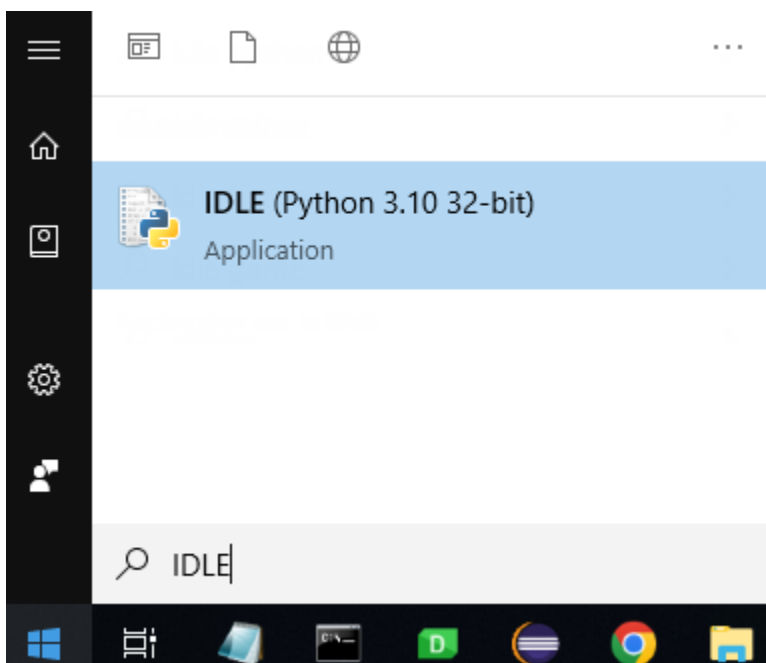 IDLE (Python 3.10 32-bit)
Application
IDLE
C:\
D